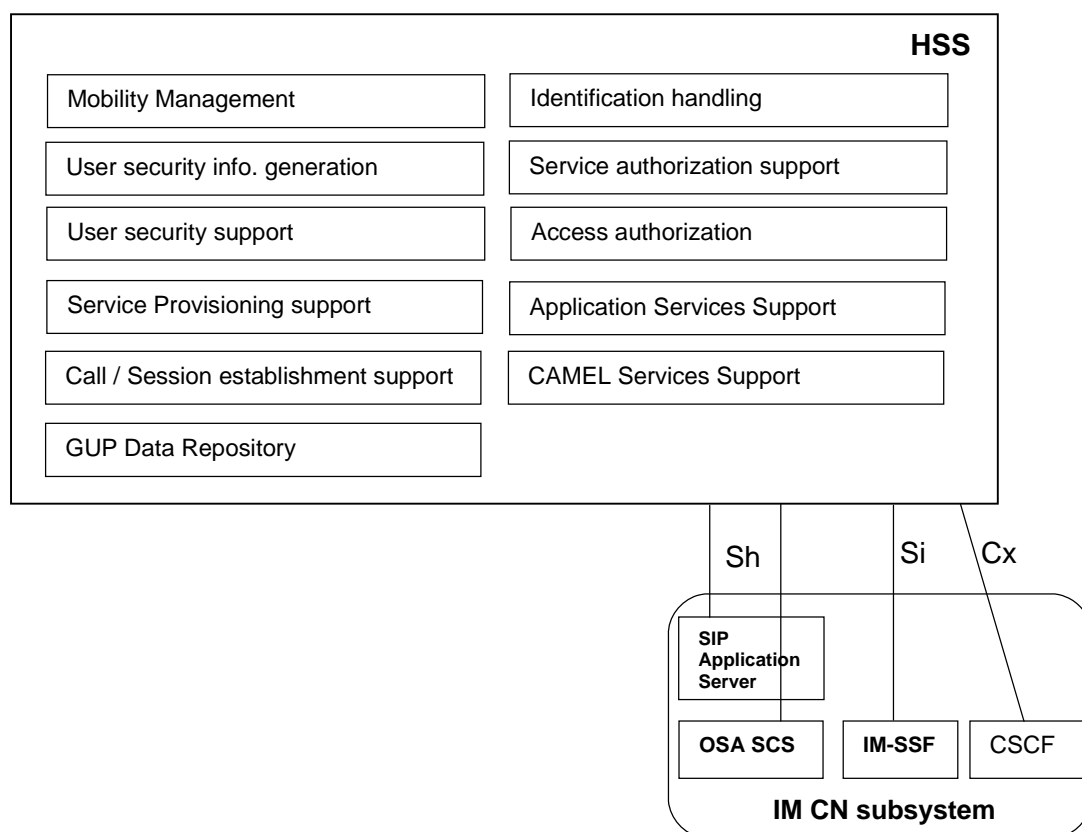 HSS
Mobility Management
Identification handling
User security info. generation
Service authorization support
User security support
Access authorization
Service Provisioning support
Application Services Support
Call / Session establishment support
CAMEL Services Support
GUP Data Repository
Sh
Si
Cx
SIP
Application
Server
OSA SCS
IM-SSF
CSCF
IM CN subsystem